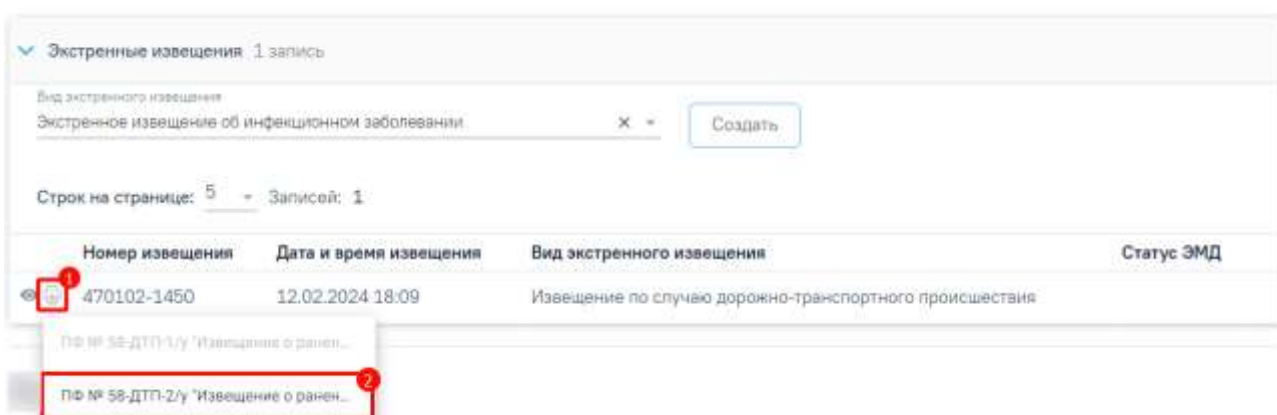 Экстренные извещения 1 запись
Вид экстренного извещения
Экстренное извещение об инфекционном заболевании
Создать
Строк на странице: 5 Записей: 1
Номер извещения Дата и время извещения Вид экстренного извещения Статус ЭМД
1
470102-1450 12.02.2024 18:09 Извещение по случаю дорожно-транспортного происшествия
ПФ № 58-ДТП-1/у "Извещение о ранен...
2
ПФ № 58-ДТП-2/у "Извещение о ранен...